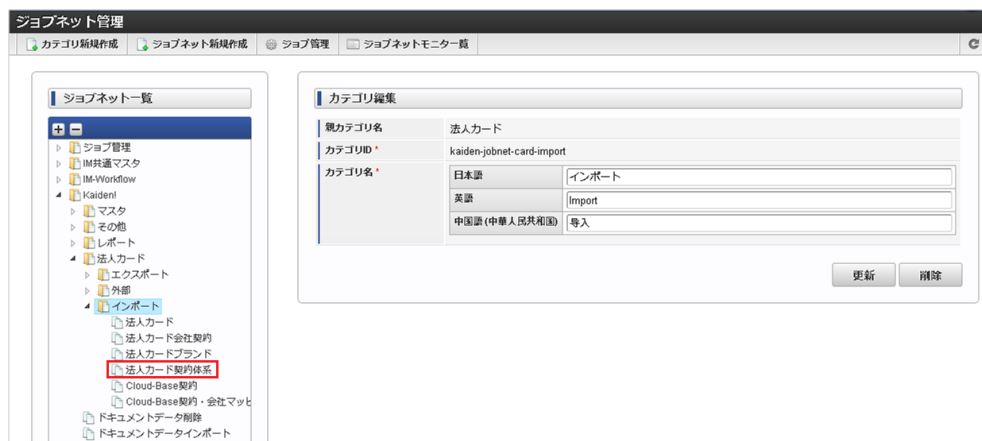 ジョブネット管理
カテゴリ新規作成 ジョブネット新規作成 ジョブ管理 ジョブネットモニタ一覧
ジョブネット一覧
ジョブ管理
IM共通マスタ
IM-Workflow
Kaiden!
マスタ
その他
レポート
法人カード
エクスポート
外部
インポート
法人カード
法人カード会社契約
法人カードブランド
法人カード契約体系
Cloud-Base契約
Cloud-Base契約・会社マッピ
ドキュメントデータ削除
ドキュメントデータインポート
カテゴリ編集
親カテゴリ名 法人カード
カテゴリID * kaiden-jobnet-card-import
カテゴリ名 *
日本語 インポート
英語 Import
中国語(中華人民共和国) 导入
更新 削除